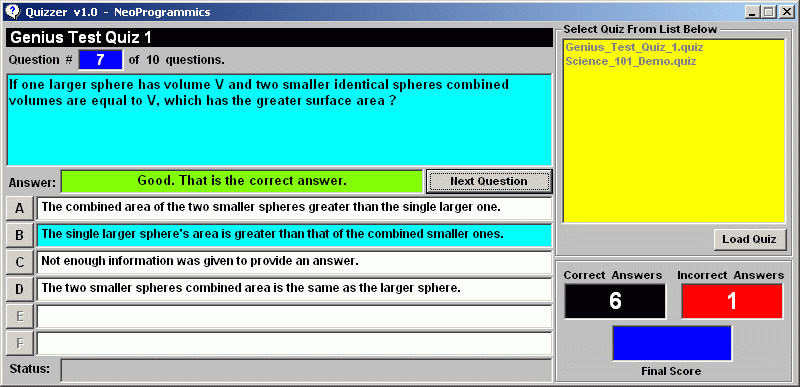 Quizzer v1.0 - NeoProgrammics
Genius Test Quiz 1
Question # 7 of 10 questions.
If one larger sphere has volume V and two smaller identical spheres combined
volumes are equal to V, which has the greater surface area ?
Answer: Good. That is the correct answer. Next Question
A The combined area of the two smaller spheres greater than the single larger one.
B The single larger sphere's area is greater than that of the combined smaller ones.
C Not enough information was given to provide an answer.
D The two smaller spheres combined area is the same as the larger sphere.
E
F
Status:
Select Quiz From List Below
Genius_Test_Quiz_1.quiz
Science_101_Demo.quiz
Load Quiz
Correct Answers Incorrect Answers
6 1
Final Score